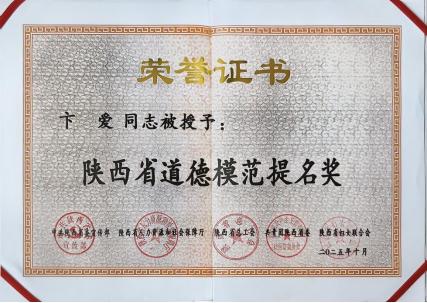 荣誉证书
卞 爱 同志被授予：
陕西省道德模范提名奖
中共陕西省委宣传部 陕西省人力资源和社会保障厅 陕西省总工会 共青团陕西省委 陕西省妇女联合会
二〇二五年十月